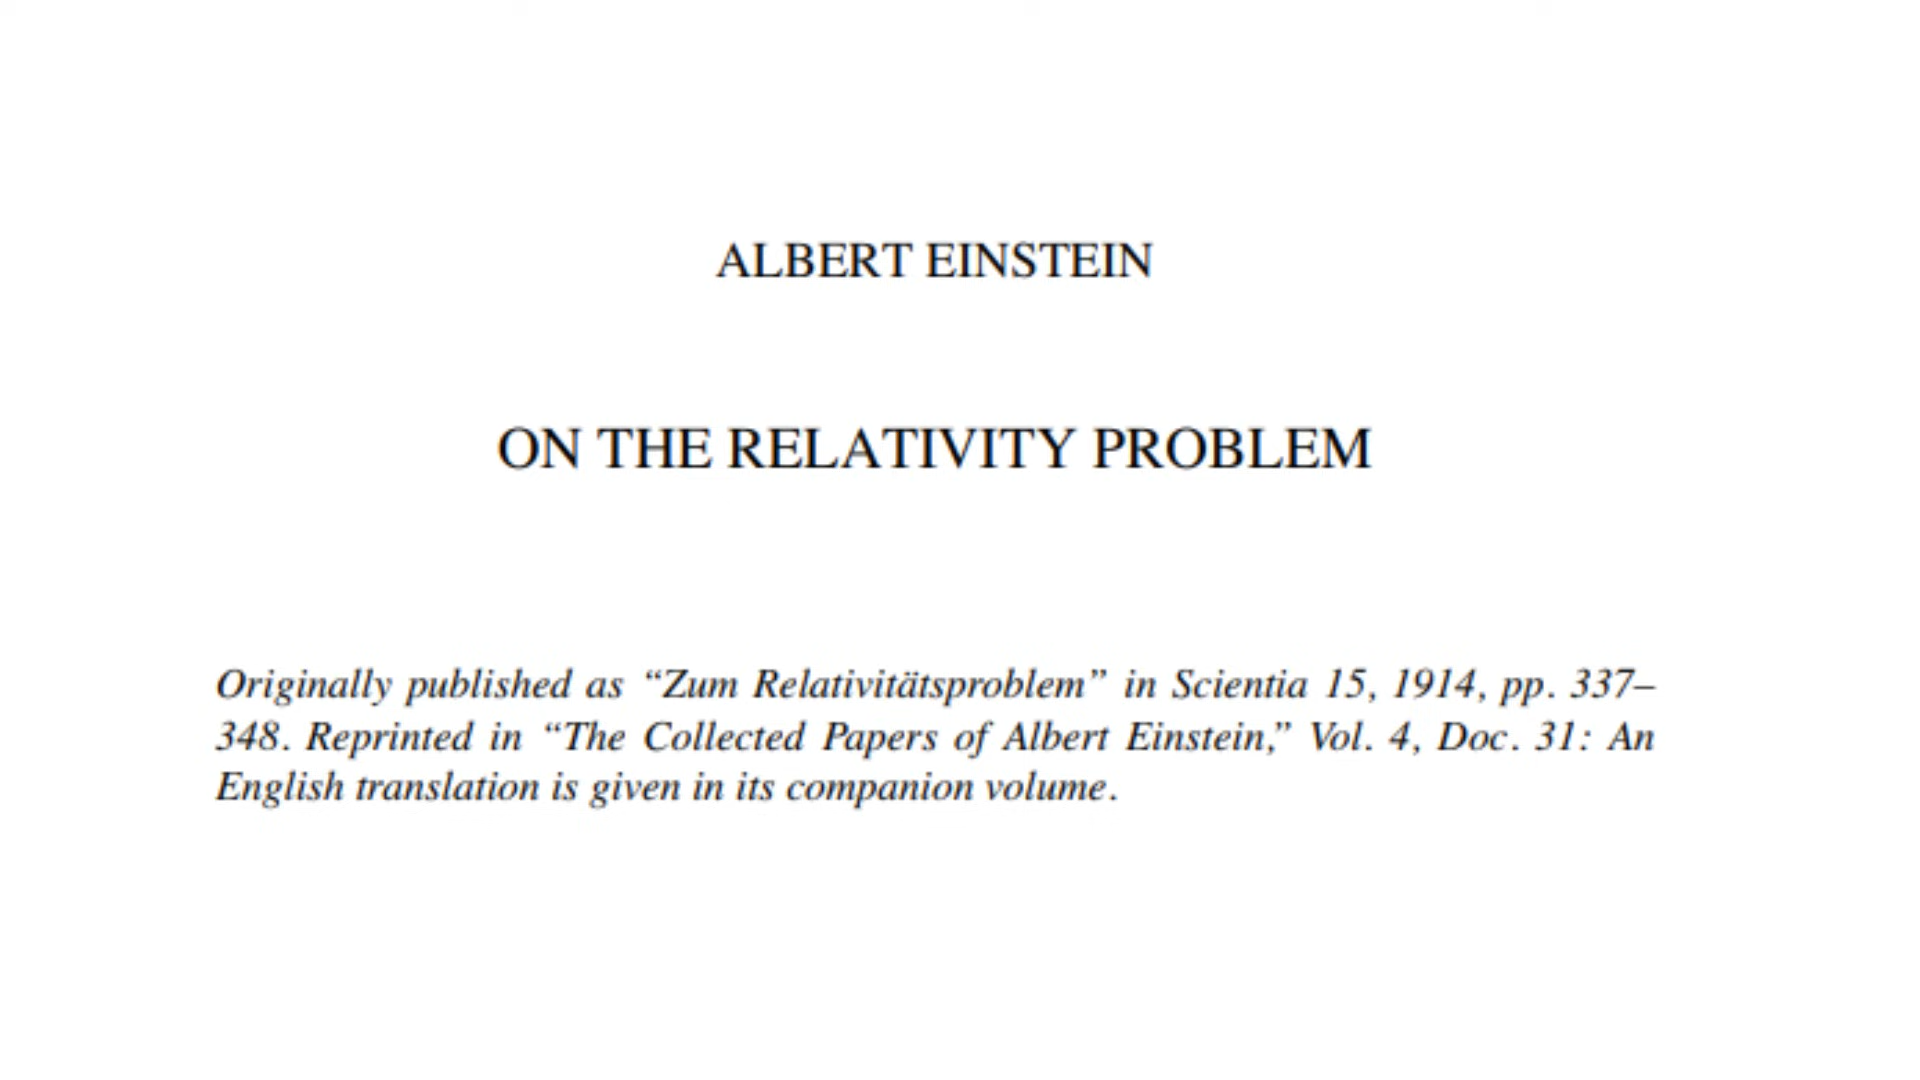 ALBERT EINSTEIN
ON THE RELATIVITY PROBLEM
Originally published as “Zum Relativitätsproblem” in Scientia 15, 1914, pp. 337–
348. Reprinted in “The Collected Papers of Albert Einstein,” Vol. 4, Doc. 31: An
English translation is given in its companion volume.